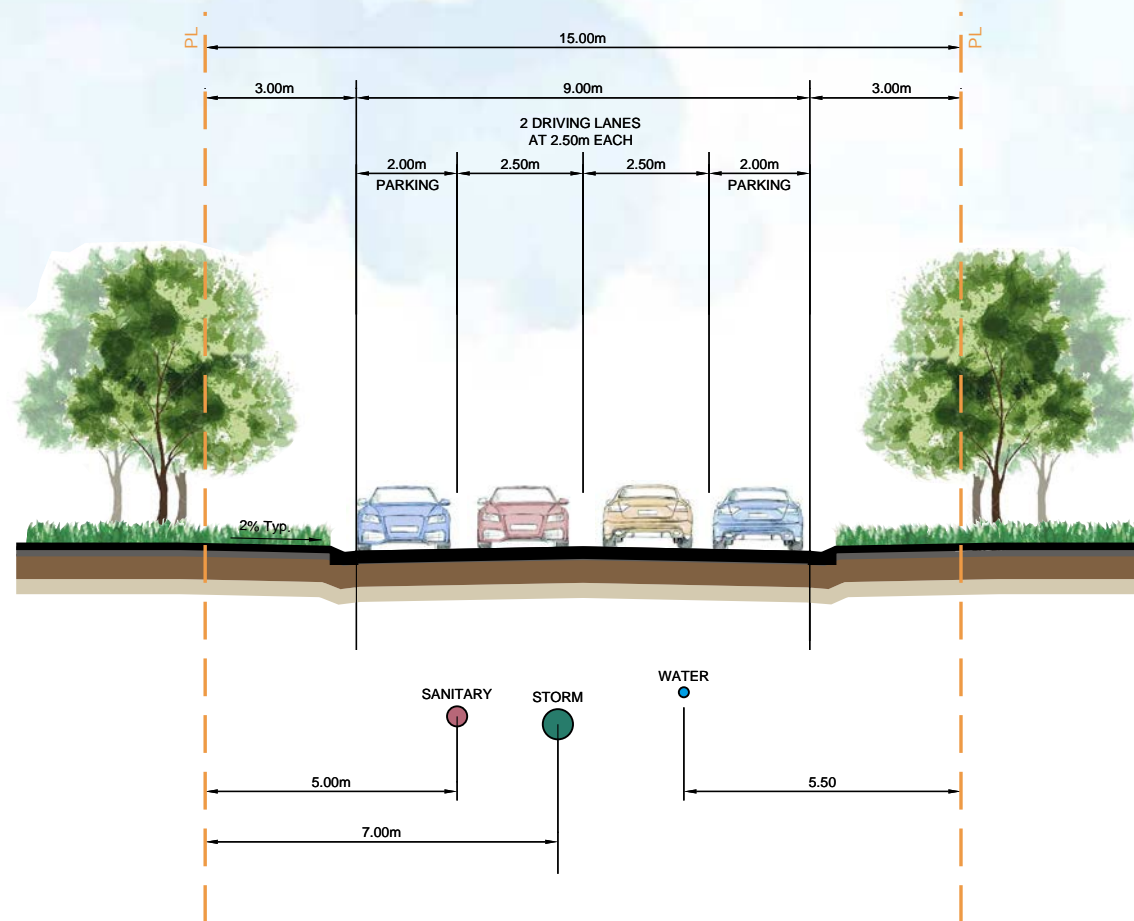 PL
PL
15.00m
3.00m
9.00m
3.00m
2 DRIVING LANES
AT 2.50m EACH
2.00m
2.50m
2.50m
2.00m
PARKING
PARKING
2% Typ.
WATER
SANITARY
STORM
5.00m
5.50
7.00m